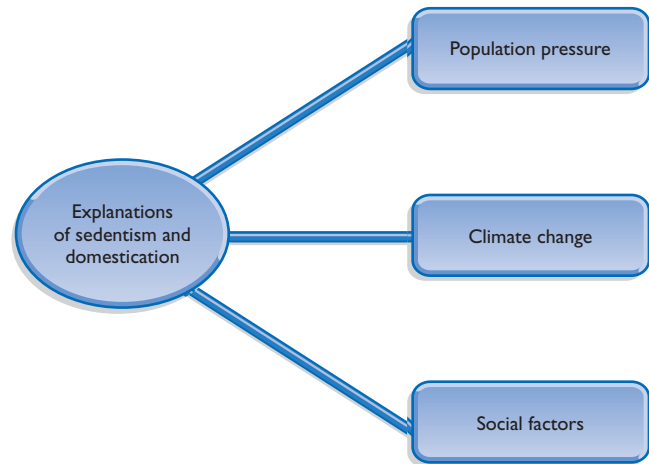 Population pressure
Explanations
of sedentism and
domestication
Climate change
Social factors